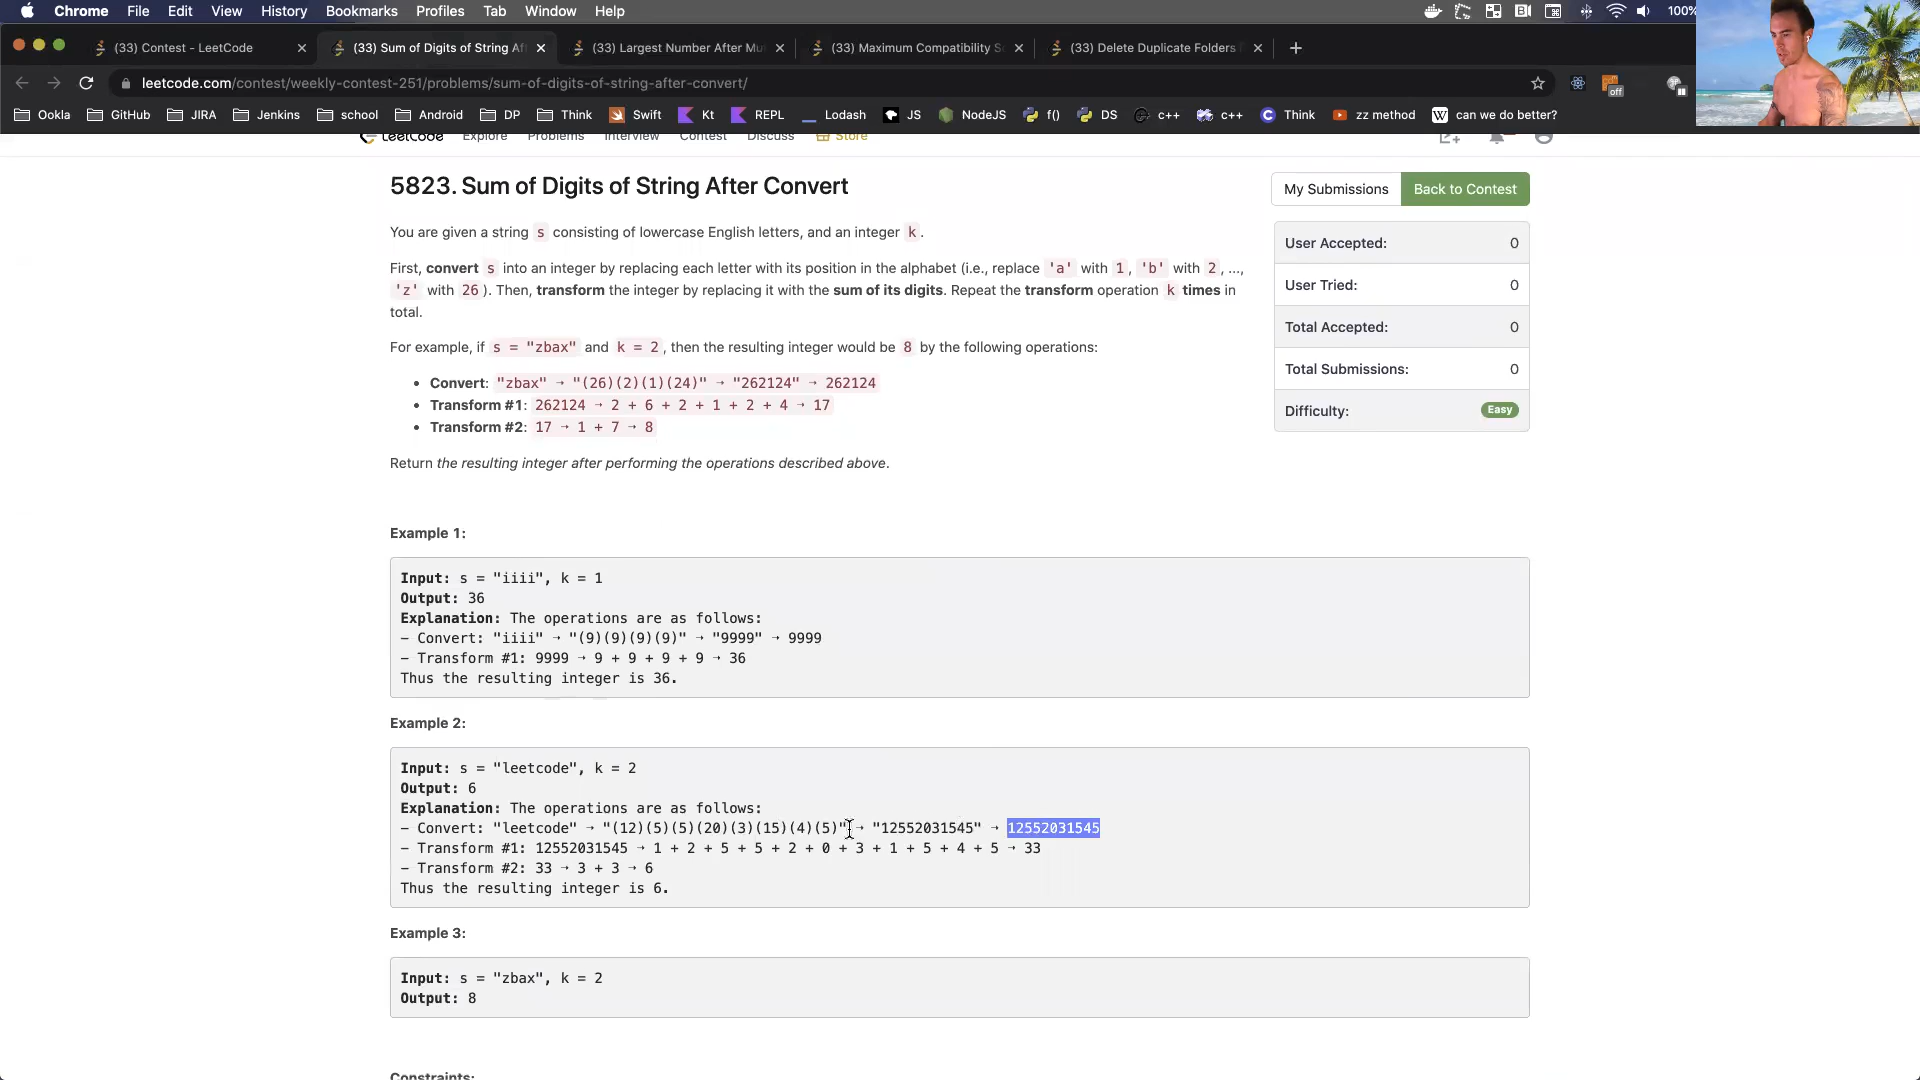 Chrome File Edit View History Bookmarks Profiles Tab Window Help 100%
(33) Contest - LeetCode (33) Sum of Digits of String Af (33) Largest Number After Mu (33) Maximum Compatibility S (33) Delete Duplicate Folders
leetcode.com/contest/weekly-contest-251/problems/sum-of-digits-of-string-after-convert/ off
Ookla GitHub JIRA Jenkins school Android DP Think Swift Kt REPL Lodash JS NodeJS f() DS c++ c++ Think zz method can we do better?
LeetCode Explore Problems Interview Contest Discuss Store
5823. Sum of Digits of String After Convert
My Submissions Back to Contest
You are given a string s consisting of lowercase English letters, and an integer k.
First, convert s into an integer by replacing each letter with its position in the alphabet (i.e., replace 'a' with 1, 'b' with 2, ...,
'z' with 26). Then, transform the integer by replacing it with the sum of its digits. Repeat the transform operation k times in
total.
For example, if s = "zbax" and k = 2, then the resulting integer would be 8 by the following operations:
• Convert: "zbax" ➝ "(26)(2)(1)(24)" ➝ "262124" ➝ 262124
• Transform #1: 262124 ➝ 2 + 6 + 2 + 1 + 2 + 4 ➝ 17
• Transform #2: 17 ➝ 1 + 7 ➝ 8
Return the resulting integer after performing the operations described above.
User Accepted: 0
User Tried: 0
Total Accepted: 0
Total Submissions: 0
Difficulty: Easy
Example 1:
Input: s = "iiii", k = 1
Output: 36
Explanation: The operations are as follows:
- Convert: "iiii" ➝ "(9)(9)(9)(9)" ➝ "9999" ➝ 9999
- Transform #1: 9999 ➝ 9 + 9 + 9 + 9 ➝ 36
Thus the resulting integer is 36.
Example 2:
Input: s = "leetcode", k = 2
Output: 6
Explanation: The operations are as follows:
- Convert: "leetcode" ➝ "(12)(5)(5)(20)(3)(15)(4)(5)" ➝ "12552031545" ➝ 12552031545
- Transform #1: 12552031545 ➝ 1 + 2 + 5 + 5 + 2 + 0 + 3 + 1 + 5 + 4 + 5 ➝ 33
- Transform #2: 33 ➝ 3 + 3 ➝ 6
Thus the resulting integer is 6.
Example 3:
Input: s = "zbax", k = 2
Output: 8
Constraints: